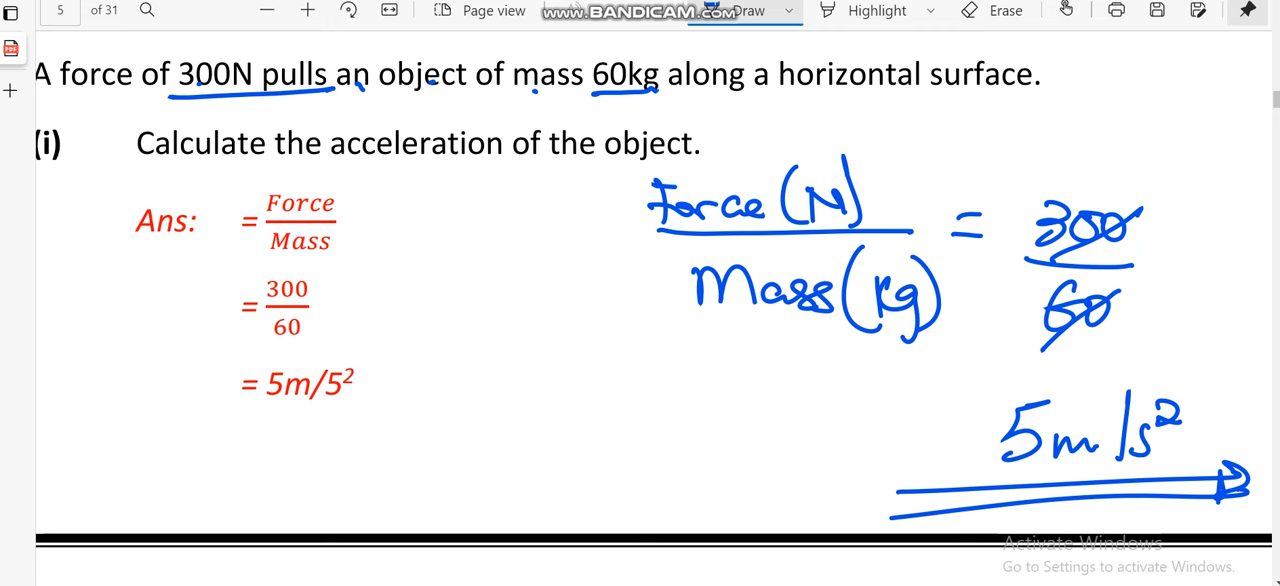 5 of 31 Page view Draw Highlight Erase
www.BANDICAM.com
A force of 300N pulls an object of mass 60kg along a horizontal surface.
(i) Calculate the acceleration of the object.
Ans: = Force / Mass
= 300 / 60
= 5m/5²
Force (N) / Mass (kg) = 300 / 60
5m/s²
Activate Windows
Go to Settings to activate Windows.